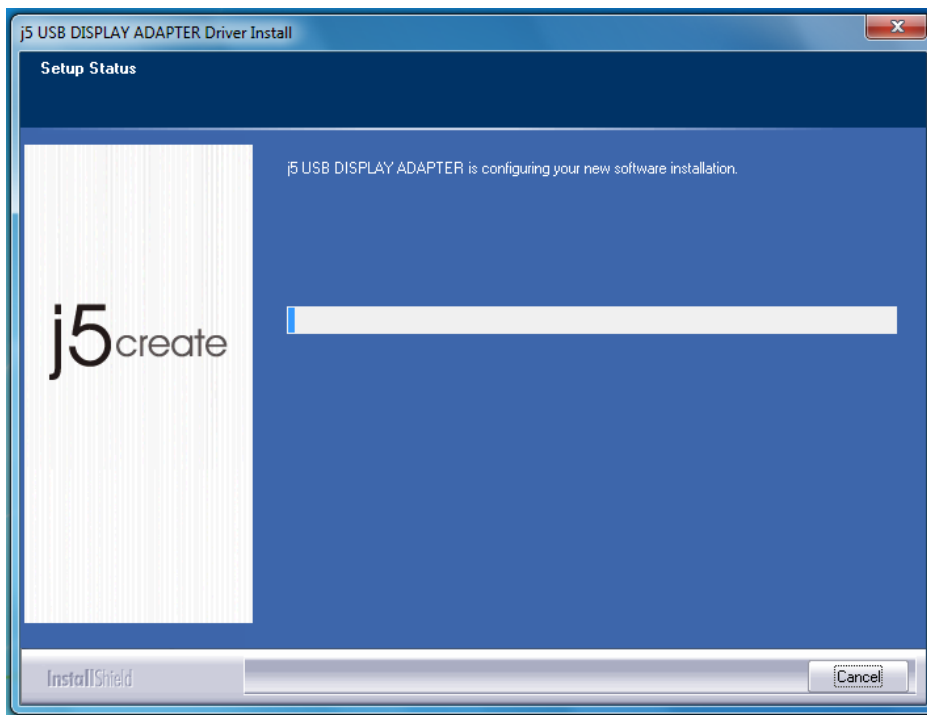 j5 USB DISPLAY ADAPTER Driver Install
Setup Status
j5 USB DISPLAY ADAPTER is configuring your new software installation.
j5create
InstallShield
Cancel